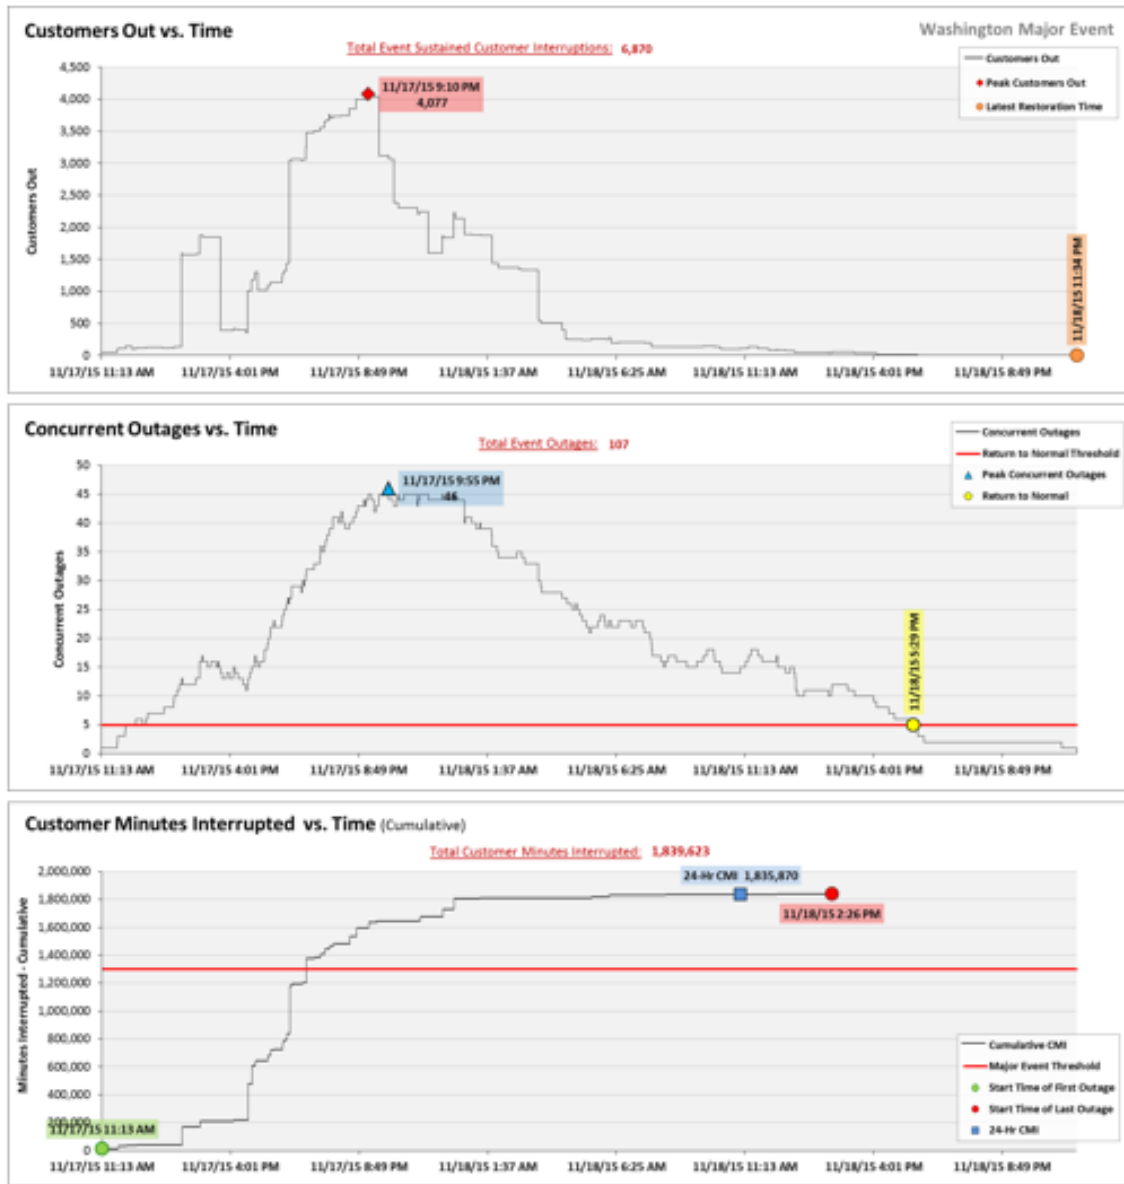 Customers Out vs. Time
Washington Major Event
Total Event Sustained Customer Interruptions: 6,870
Customers Out
Peak Customers Out
Latest Restoration Time
11/17/15 9:10 PM
4,077
4,500
4,000
3,500
3,000
2,500
2,000
1,500
1,000
500
0
Customers Out
11/18/15 11:34 PM
11/17/15 11:13 AM 11/17/15 4:01 PM 11/17/15 8:49 PM 11/18/15 1:37 AM 11/18/15 6:25 AM 11/18/15 11:13 AM 11/18/15 4:01 PM 11/18/15 8:49 PM
Concurrent Outages vs. Time
Total Event Outages: 107
Concurrent Outages
Return to Normal Threshold
Peak Concurrent Outages
Return to Normal
11/17/15 9:55 PM
46
50
45
40
35
30
25
20
15
10
5
0
Concurrent Outages
11/18/15 5:29 PM
11/17/15 11:13 AM 11/17/15 4:01 PM 11/17/15 8:49 PM 11/18/15 1:37 AM 11/18/15 6:25 AM 11/18/15 11:13 AM 11/18/15 4:01 PM 11/18/15 8:49 PM
Customer Minutes Interrupted vs. Time (Cumulative)
Total Customer Minutes Interrupted: 1,839,623
24-Hr CMI 1,835,870
11/18/15 2:26 PM
2,000,000
1,800,000
1,600,000
1,400,000
1,200,000
1,000,000
800,000
600,000
400,000
200,000
0
Minutes Interrupted - Cumulative
11/17/15 11:13 AM
Cumulative CMI
Major Event Threshold
Start Time of First Outage
Start Time of Last Outage
24-Hr CMI
11/17/15 11:13 AM 11/17/15 4:01 PM 11/17/15 8:49 PM 11/18/15 1:37 AM 11/18/15 6:25 AM 11/18/15 11:13 AM 11/18/15 4:01 PM 11/18/15 8:49 PM